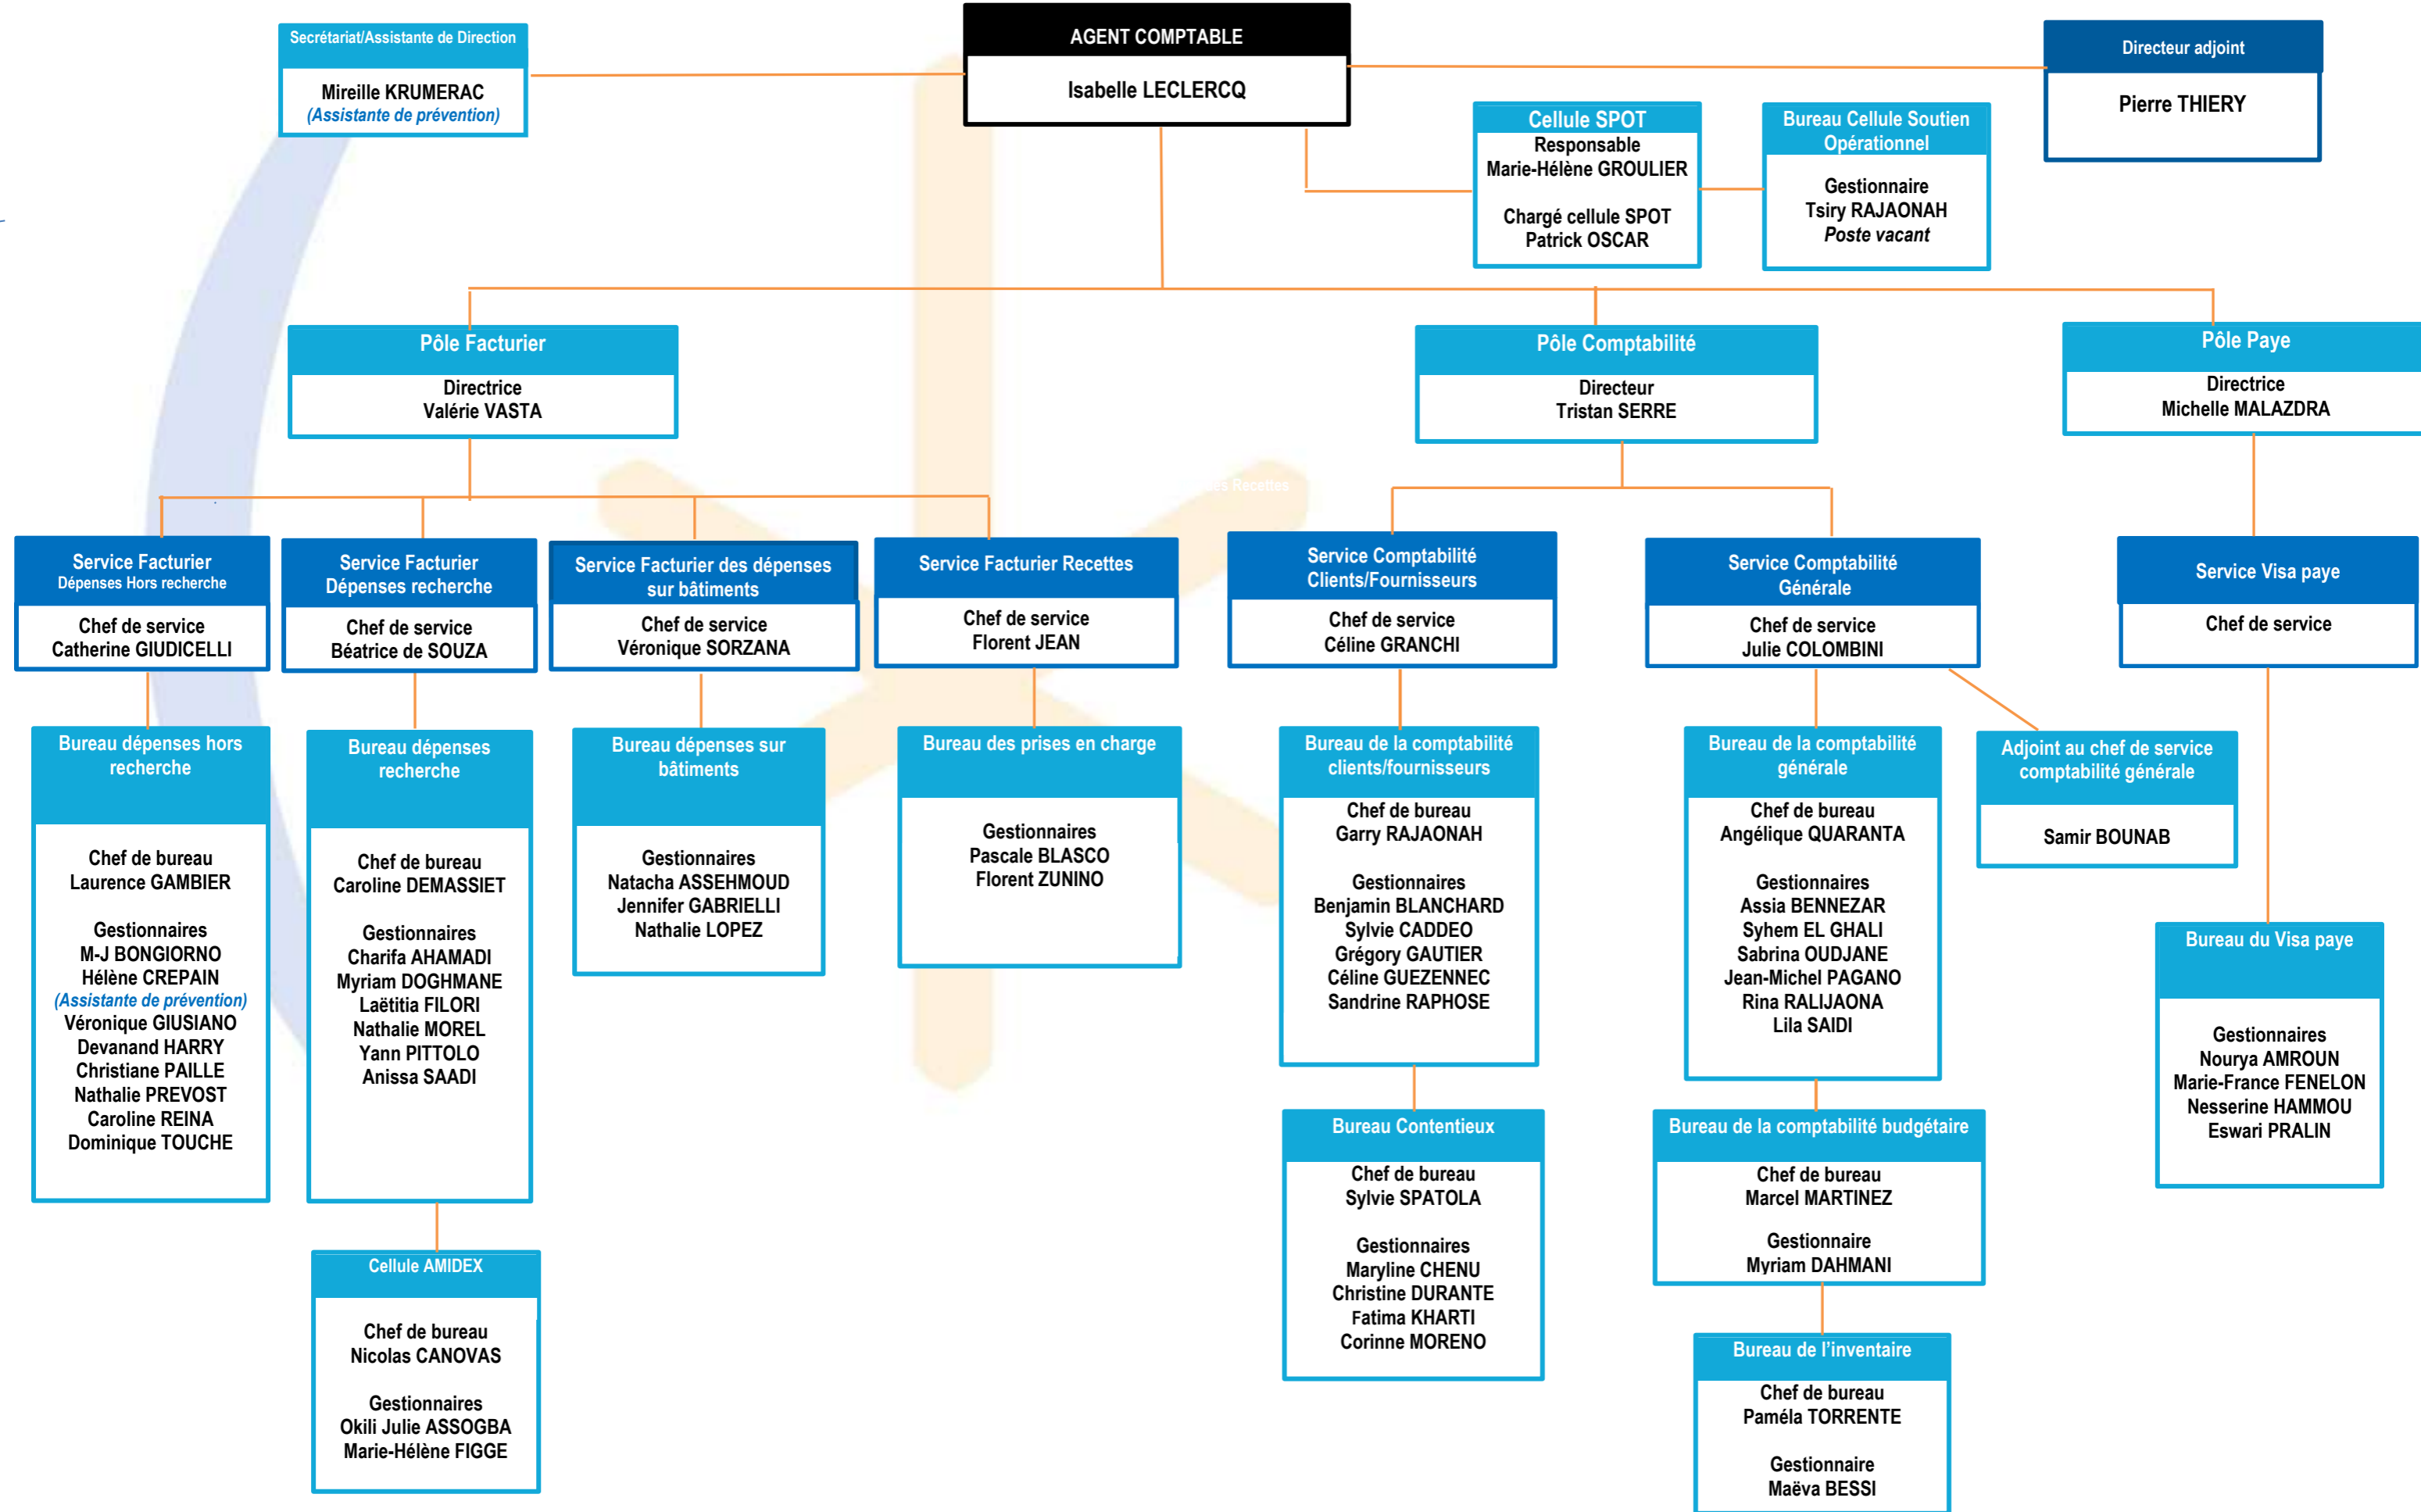 Secrétariat/Assistante de Direction
Mireille KRUMERAC
(Assistante de prévention)
AGENT COMPTABLE
Isabelle LECLERCQ
Directeur adjoint
Pierre THIERY
Cellule SPOT
Responsable
Marie-Hélène GROULIER
Chargé cellule SPOT
Patrick OSCAR
Bureau Cellule Soutien
Opérationnel
Gestionnaire
Tsiry RAJAONAH
Poste vacant
Pôle Facturier
Directrice
Valérie VASTA
Pôle Comptabilité
Directeur
Tristan SERRE
Pôle Paye
Directrice
Michelle MALAZDRA
Recettes
Service Facturier
Dépenses Hors recherche
Chef de service
Catherine GIUDICELLI
Service Facturier
Dépenses recherche
Chef de service
Béatrice de SOUZA
Service Facturier des dépenses
sur bâtiments
Chef de service
Véronique SORZANA
Service Facturier Recettes
Chef de service
Florent JEAN
Service Comptabilité
Clients/Fournisseurs
Chef de service
Céline GRANCHI
Service Comptabilité
Générale
Chef de service
Julie COLOMBINI
Service Visa paye
Chef de service
Bureau dépenses hors
recherche
Chef de bureau
Laurence GAMBIER
Gestionnaires
M-J BONGIORNO
Hélène CREPAIN
(Assistante de prévention)
Véronique GIUSIANO
Devanand HARRY
Christiane PAILLE
Nathalie PREVOST
Caroline REINA
Dominique TOUCHE
Bureau dépenses
recherche
Chef de bureau
Caroline DEMASSIET
Gestionnaires
Charifa AHAMADI
Myriam DOGHMANE
Laëtitia FILORI
Nathalie MOREL
Yann PITTOLO
Anissa SAADI
Cellule AMIDEX
Chef de bureau
Nicolas CANOVAS
Gestionnaires
Okili Julie ASSOGBA
Marie-Hélène FIGGE
Bureau dépenses sur
bâtiments
Gestionnaires
Natacha ASSEHMOUD
Jennifer GABRIELLI
Nathalie LOPEZ
Bureau des prises en charge
Gestionnaires
Pascale BLASCO
Florent ZUNINO
Bureau de la comptabilité
clients/fournisseurs
Chef de bureau
Garry RAJAONAH
Gestionnaires
Benjamin BLANCHARD
Sylvie CADDEO
Grégory GAUTIER
Céline GUEZENNEC
Sandrine RAPHOSE
Bureau Contentieux
Chef de bureau
Sylvie SPATOLA
Gestionnaires
Maryline CHENU
Christine DURANTE
Fatima KHARTI
Corinne MORENO
Bureau de la comptabilité
générale
Chef de bureau
Angélique QUARANTA
Gestionnaires
Assia BENNEZAR
Syhem EL GHALI
Sabrina OUDJANE
Jean-Michel PAGANO
Rina RALIJAONA
Lila SAIDI
Adjoint au chef de service
comptabilité générale
Samir BOUNAB
Bureau de la comptabilité budgétaire
Chef de bureau
Marcel MARTINEZ
Gestionnaire
Myriam DAHMANI
Bureau de l'inventaire
Chef de bureau
Paméla TORRENTE
Gestionnaire
Maëva BESSI
Bureau du Visa paye
Gestionnaires
Nourya AMROUN
Marie-France FENELON
Nesserine HAMMOU
Eswari PRALIN